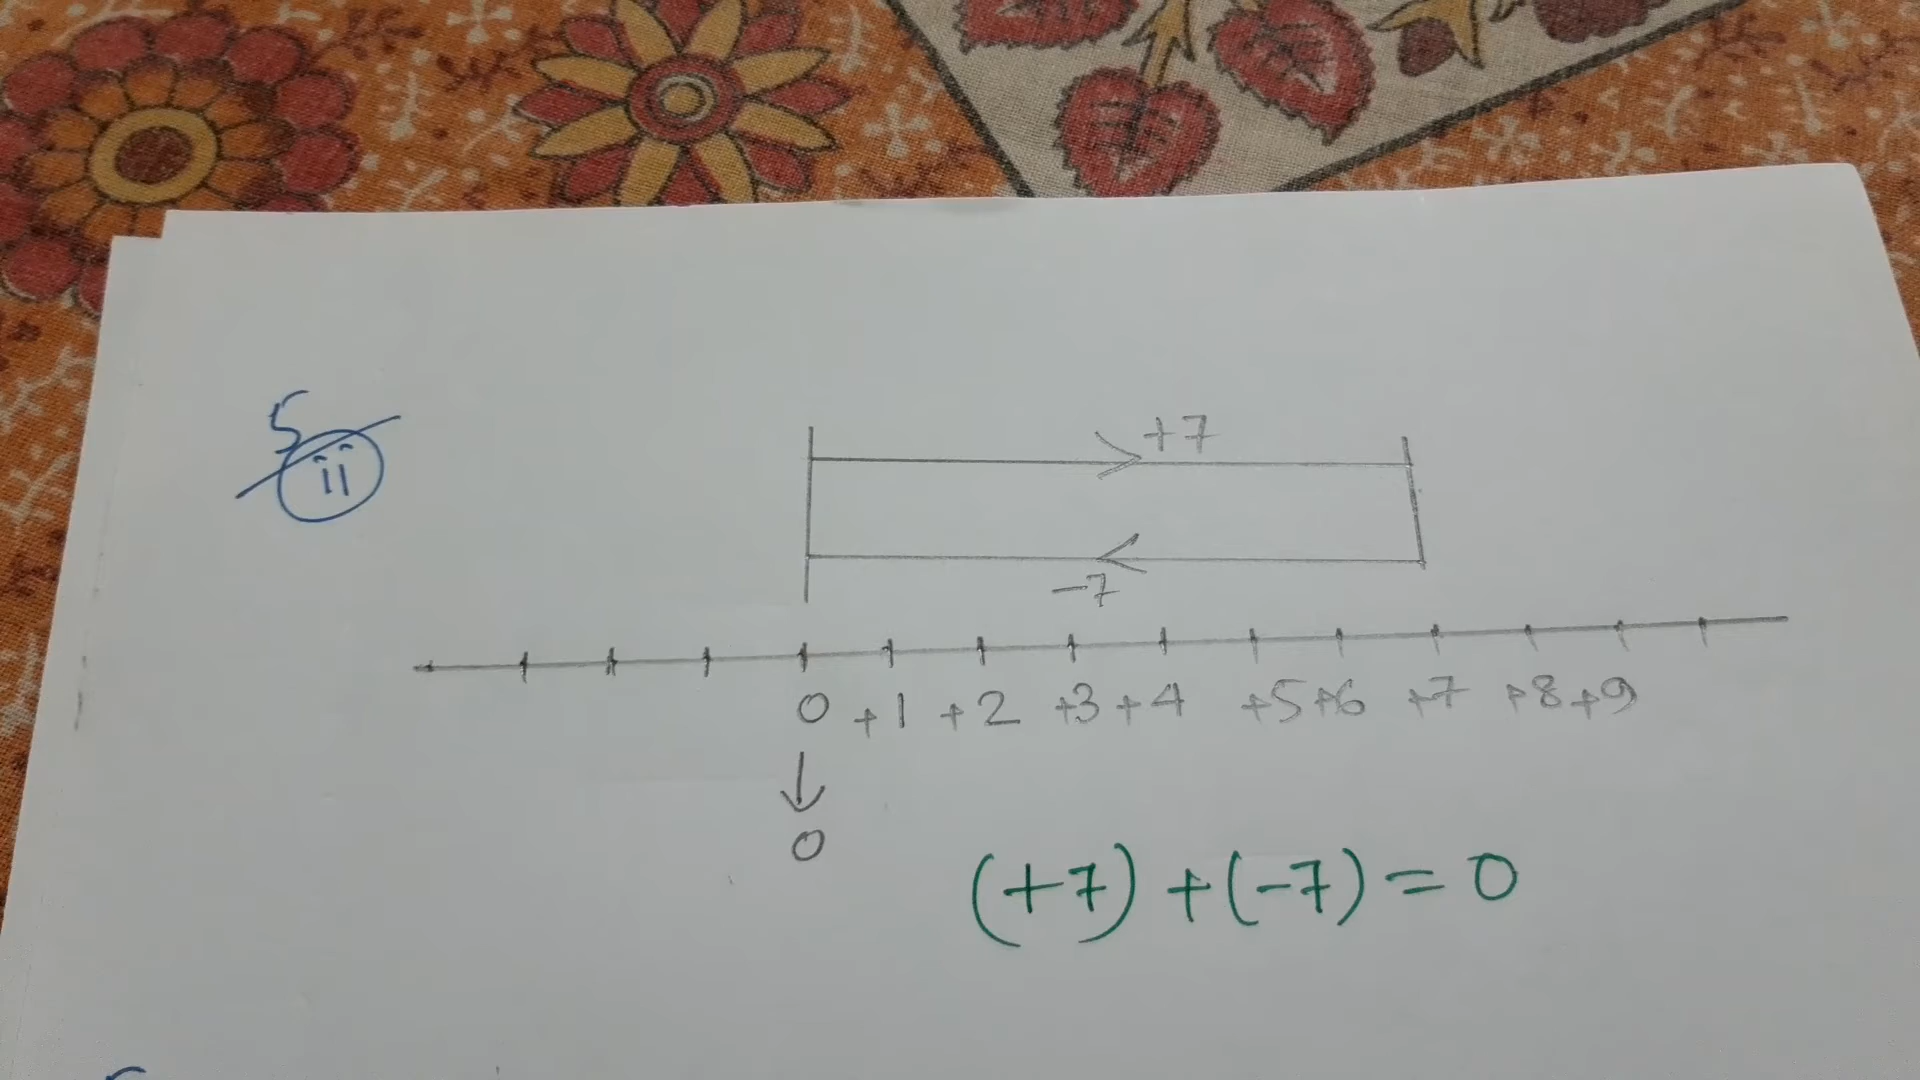 5
ii
+7
-7
0 +1 +2 +3 +4 +5 +6 +7 +8 +9
0
(+7) + (-7) = 0